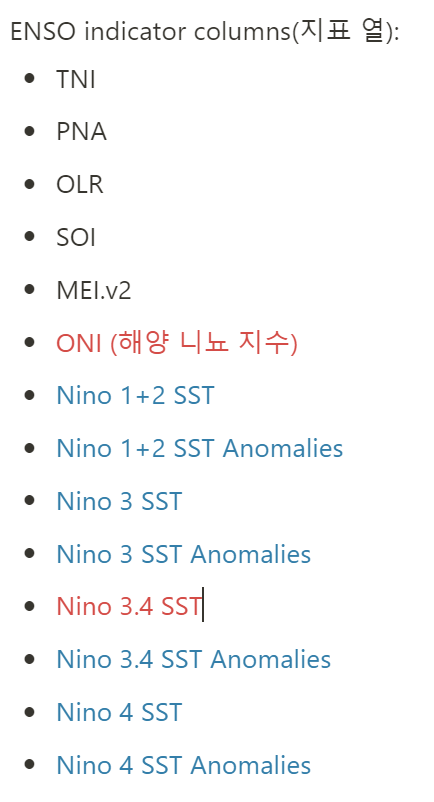 ENSO indicator columns(지표 열):
• TNI
• PNA
• OLR
• SOI
• MEI.v2
• ONI (해양 니뇨 지수)
• Nino 1+2 SST
• Nino 1+2 SST Anomalies
• Nino 3 SST
• Nino 3 SST Anomalies
• Nino 3.4 SST
• Nino 3.4 SST Anomalies
• Nino 4 SST
• Nino 4 SST Anomalies